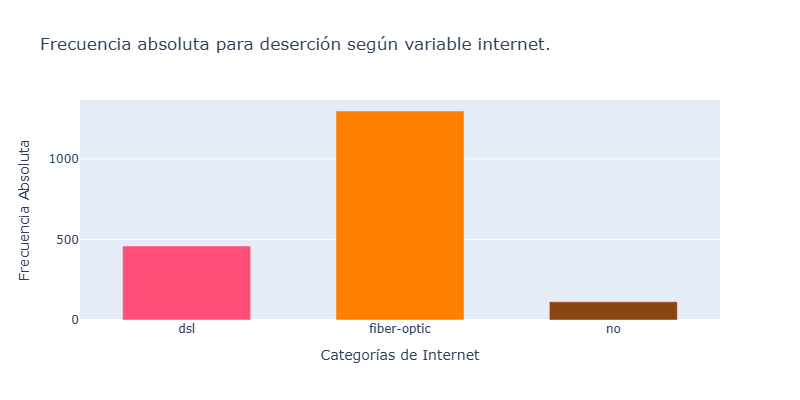 Frecuencia absoluta para deserción según variable internet.
Frecuencia Absoluta
1000
500
0
dsl
fiber-optic
no
Categorías de Internet